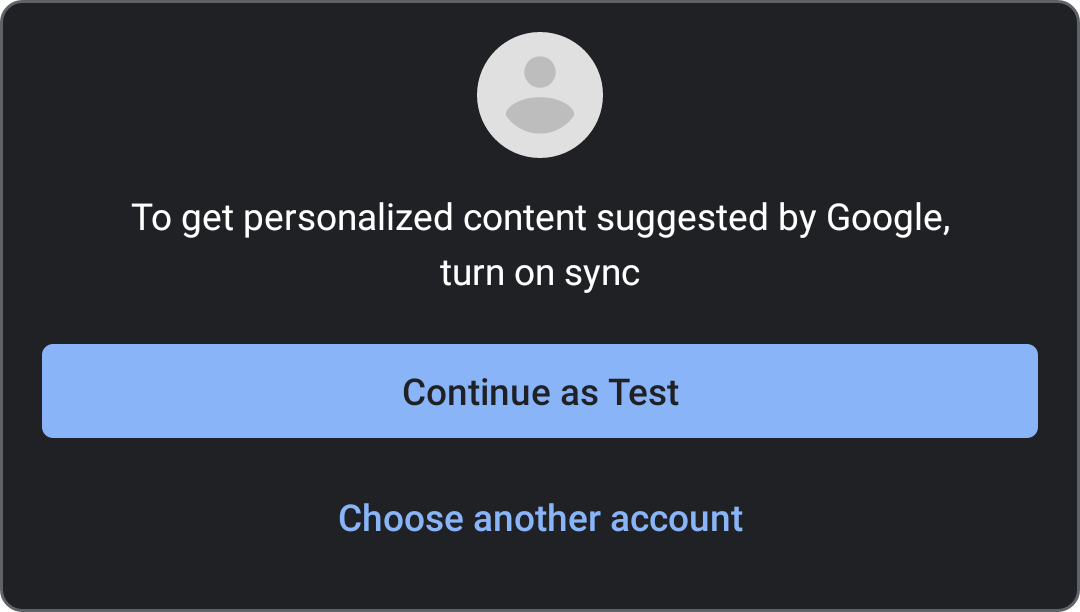 To get personalized content suggested by Google,
turn on sync
Continue as Test
Choose another account